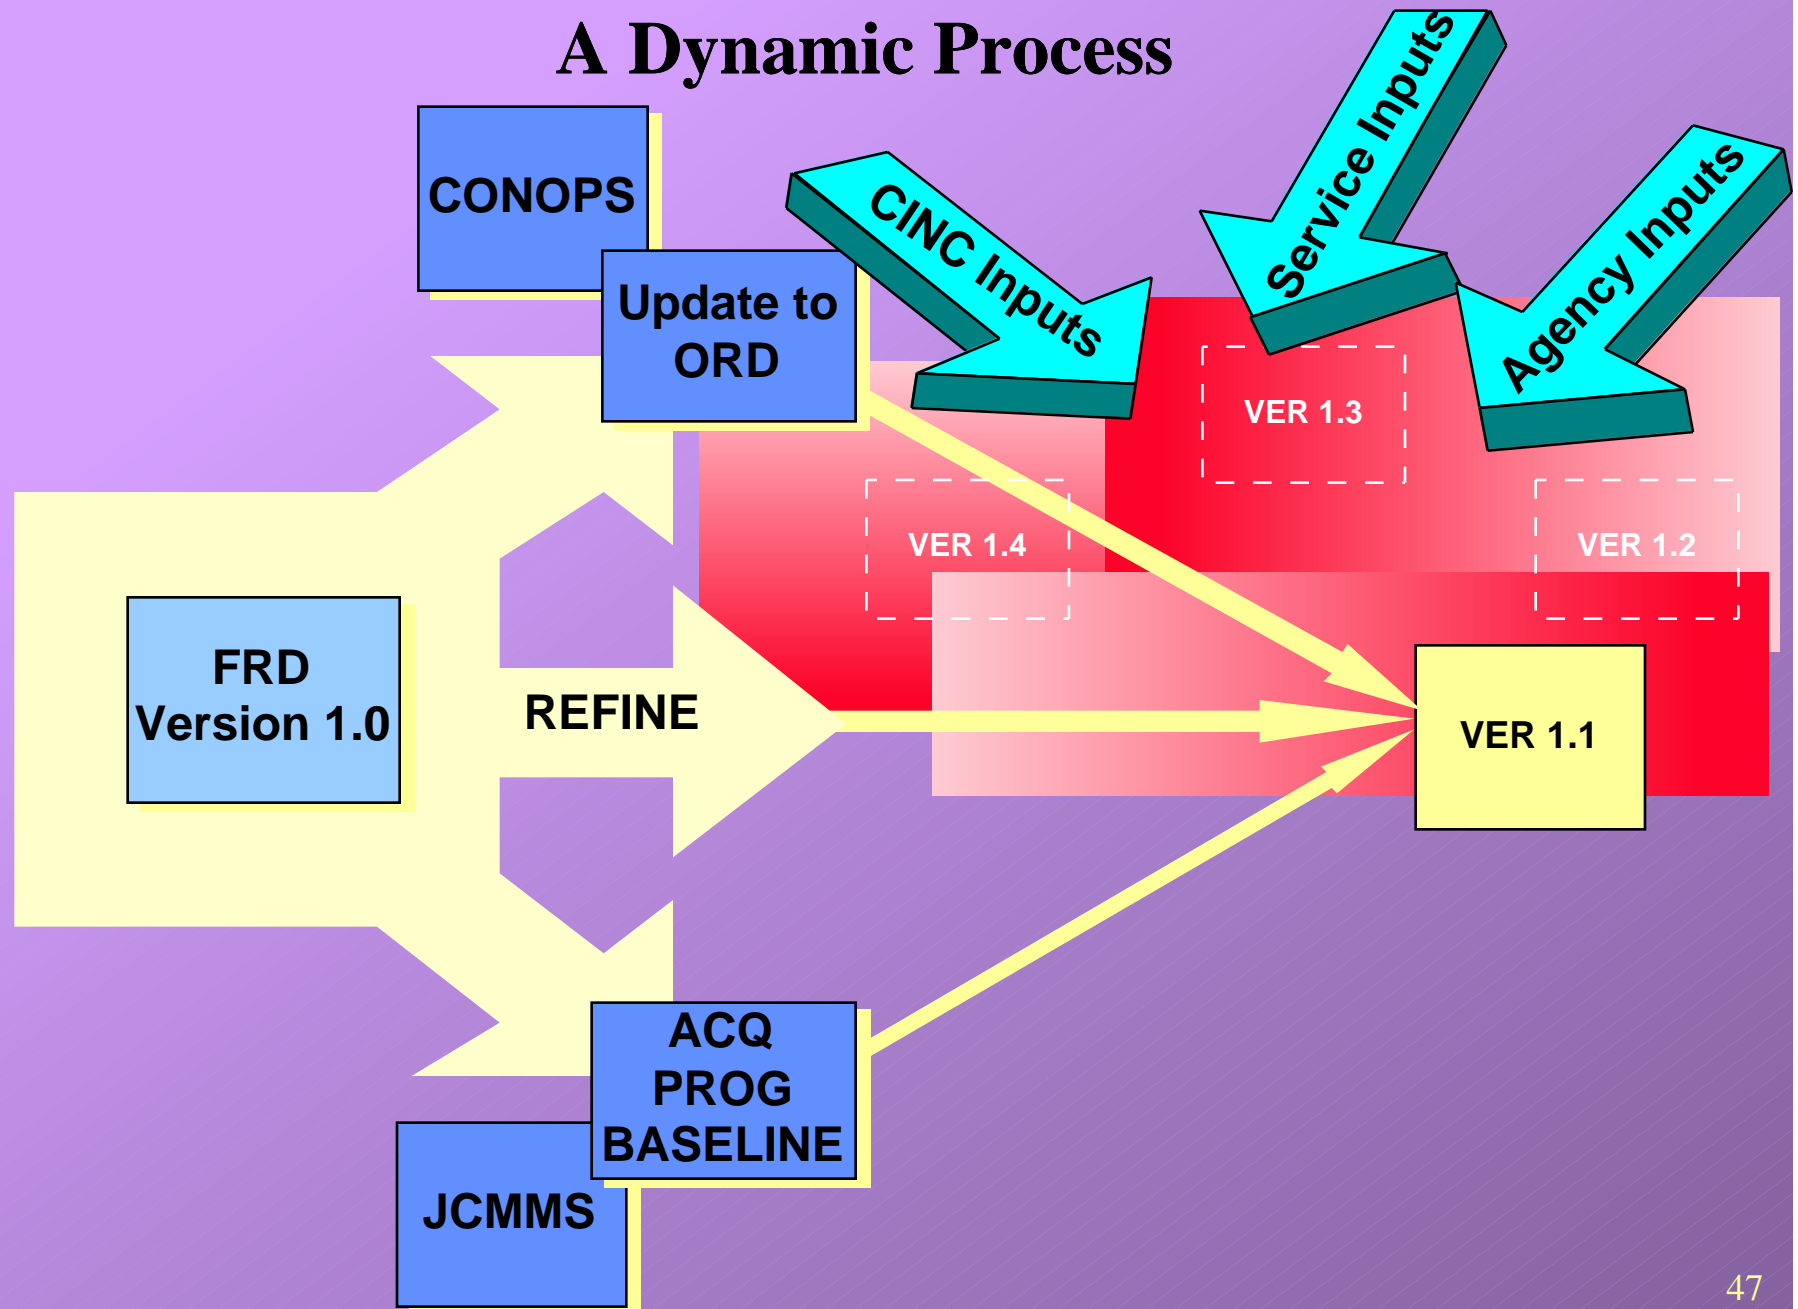 A Dynamic Process
CONOPS
Update to
ORD
CINC Inputs
Service Inputs
Agency Inputs
VER 1.3
VER 1.4
VER 1.2
FRD
Version 1.0
REFINE
VER 1.1
ACQ
PROG
BASELINE
JCMMS
47